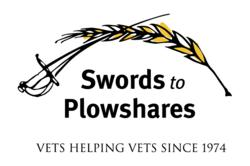 Swords to
Plowshares
VETS HELPING VETS SINCE 1974